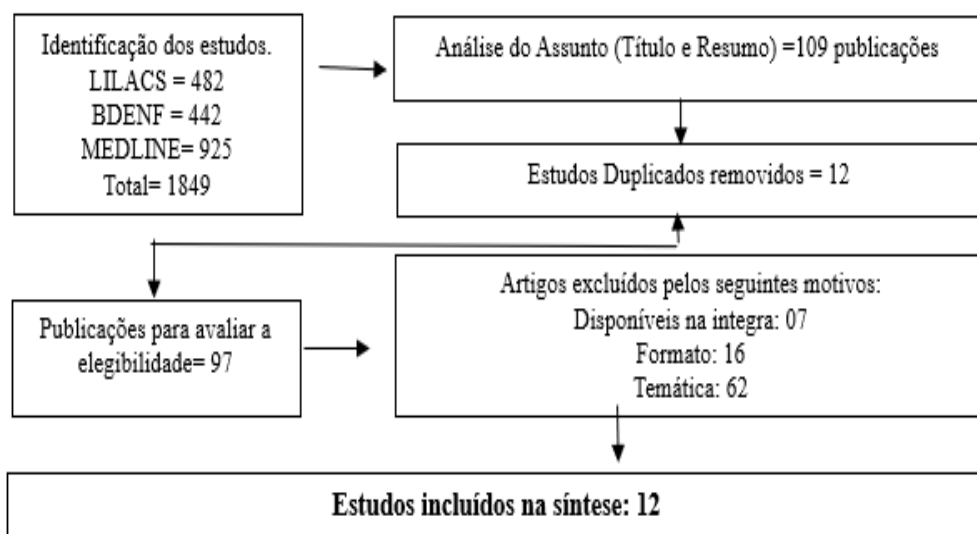 Identificação dos estudos.
LILACS = 482
BDENF = 442
MEDLINE= 925
Total= 1849
Análise do Assunto (Título e Resumo) =109 publicações
Estudos Duplicados removidos = 12
Publicações para avaliar a
elegibilidade= 97
Artigos excluídos pelos seguintes motivos:
Disponíveis na integra: 07
Formato: 16
Temática: 62
Estudos incluídos na síntese: 12